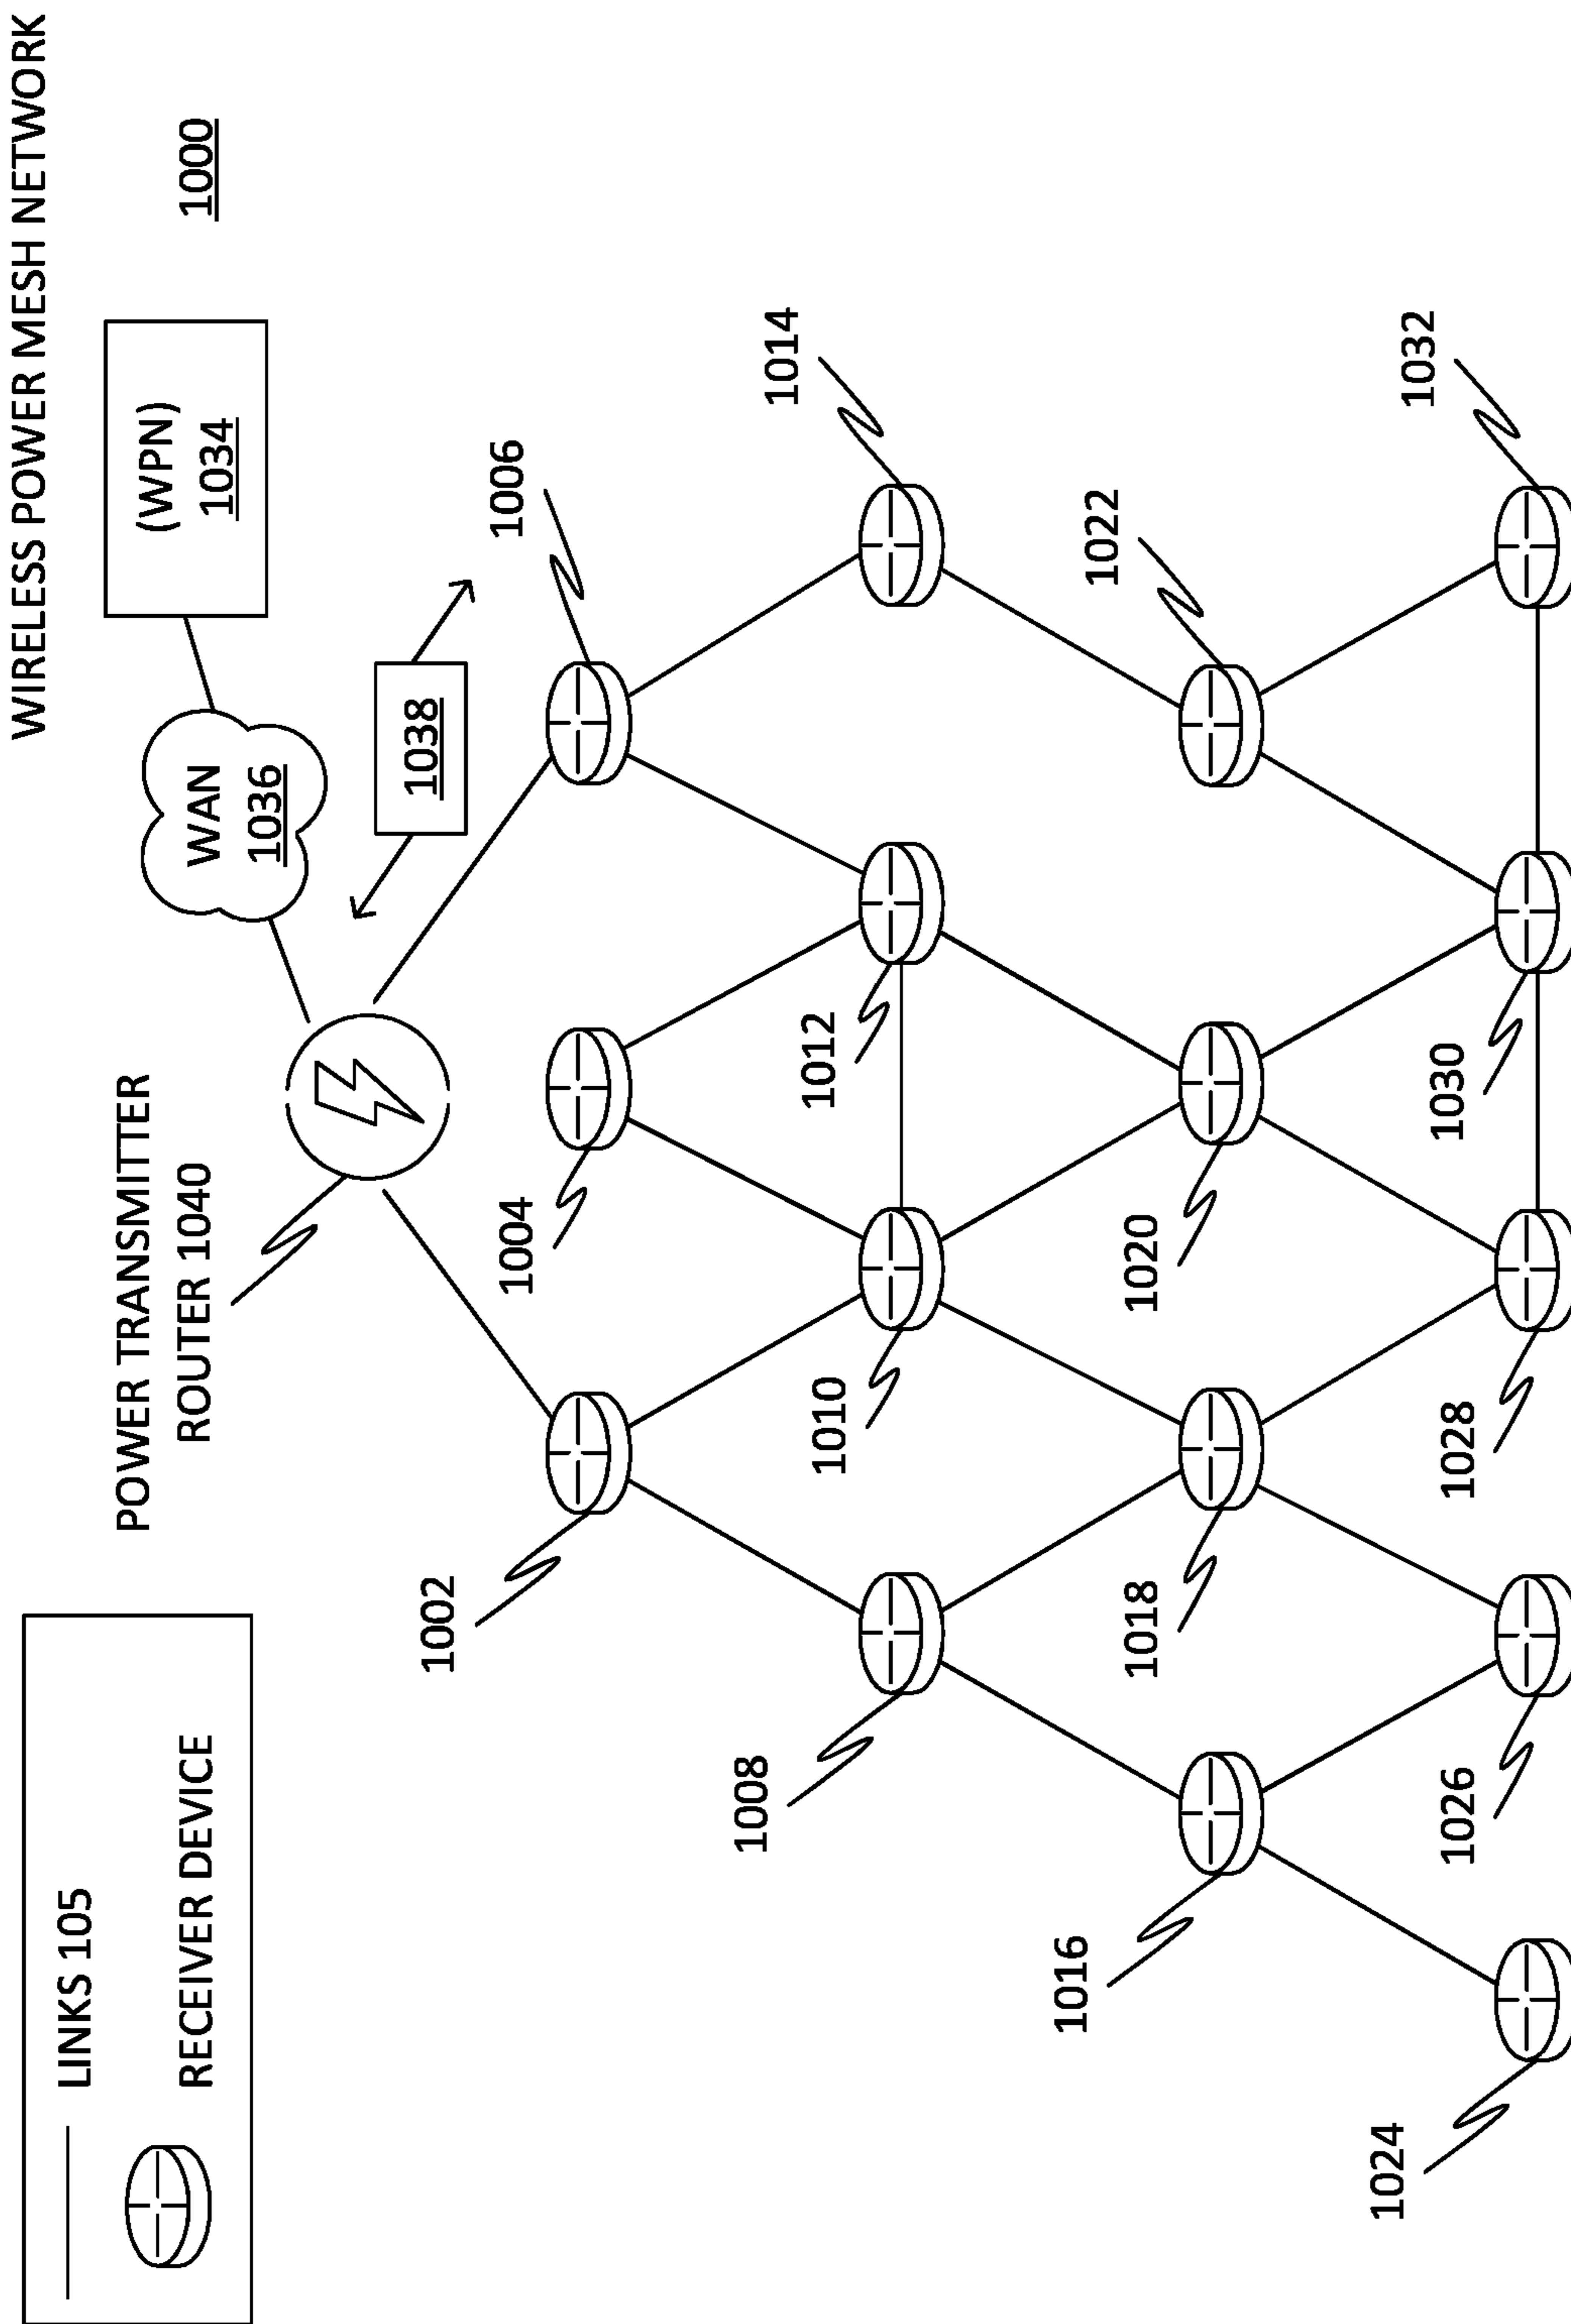 WIRELESS POWER MESH NETWORK
1000
LINKS 105
RECEIVER DEVICE
POWER TRANSMITTER
ROUTER 1040
WAN
1036
(WPN)
1034
1038
1002
1004
1006
1008
1010
1012
1014
1016
1018
1020
1022
1024
1026
1028
1030
1032